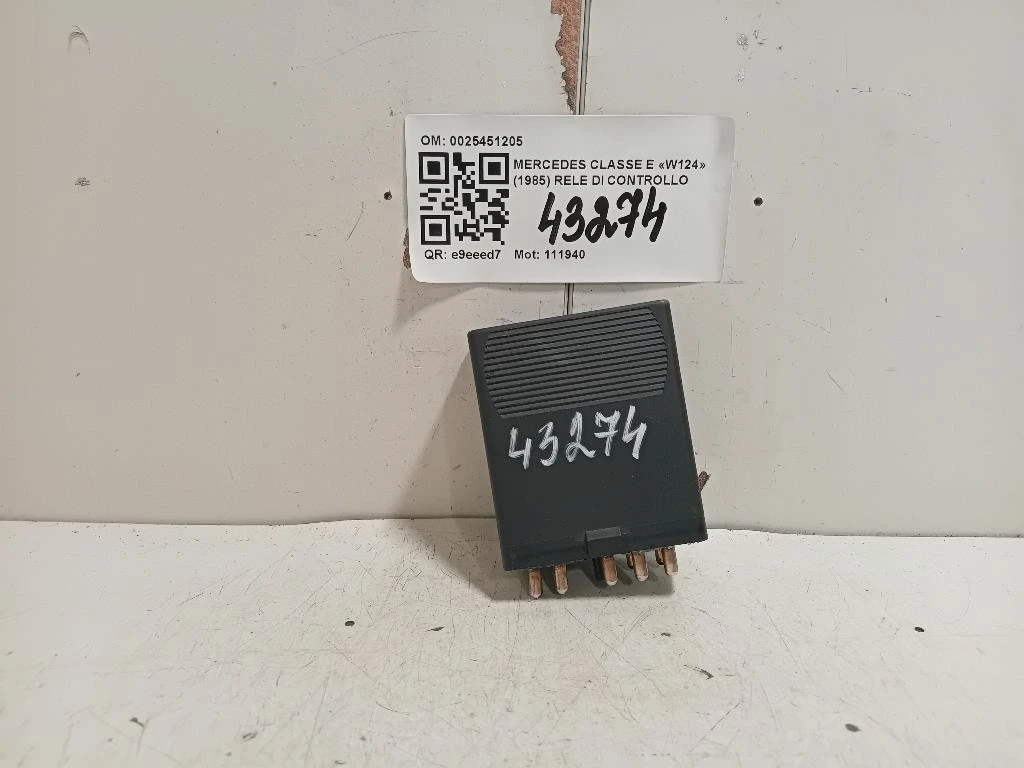 OM: 0025451205
MERCEDES CLASSE E «W124»
(1985) RELE DI CONTROLLO
43274
QR: e9eeed7 Mot: 111940
43274